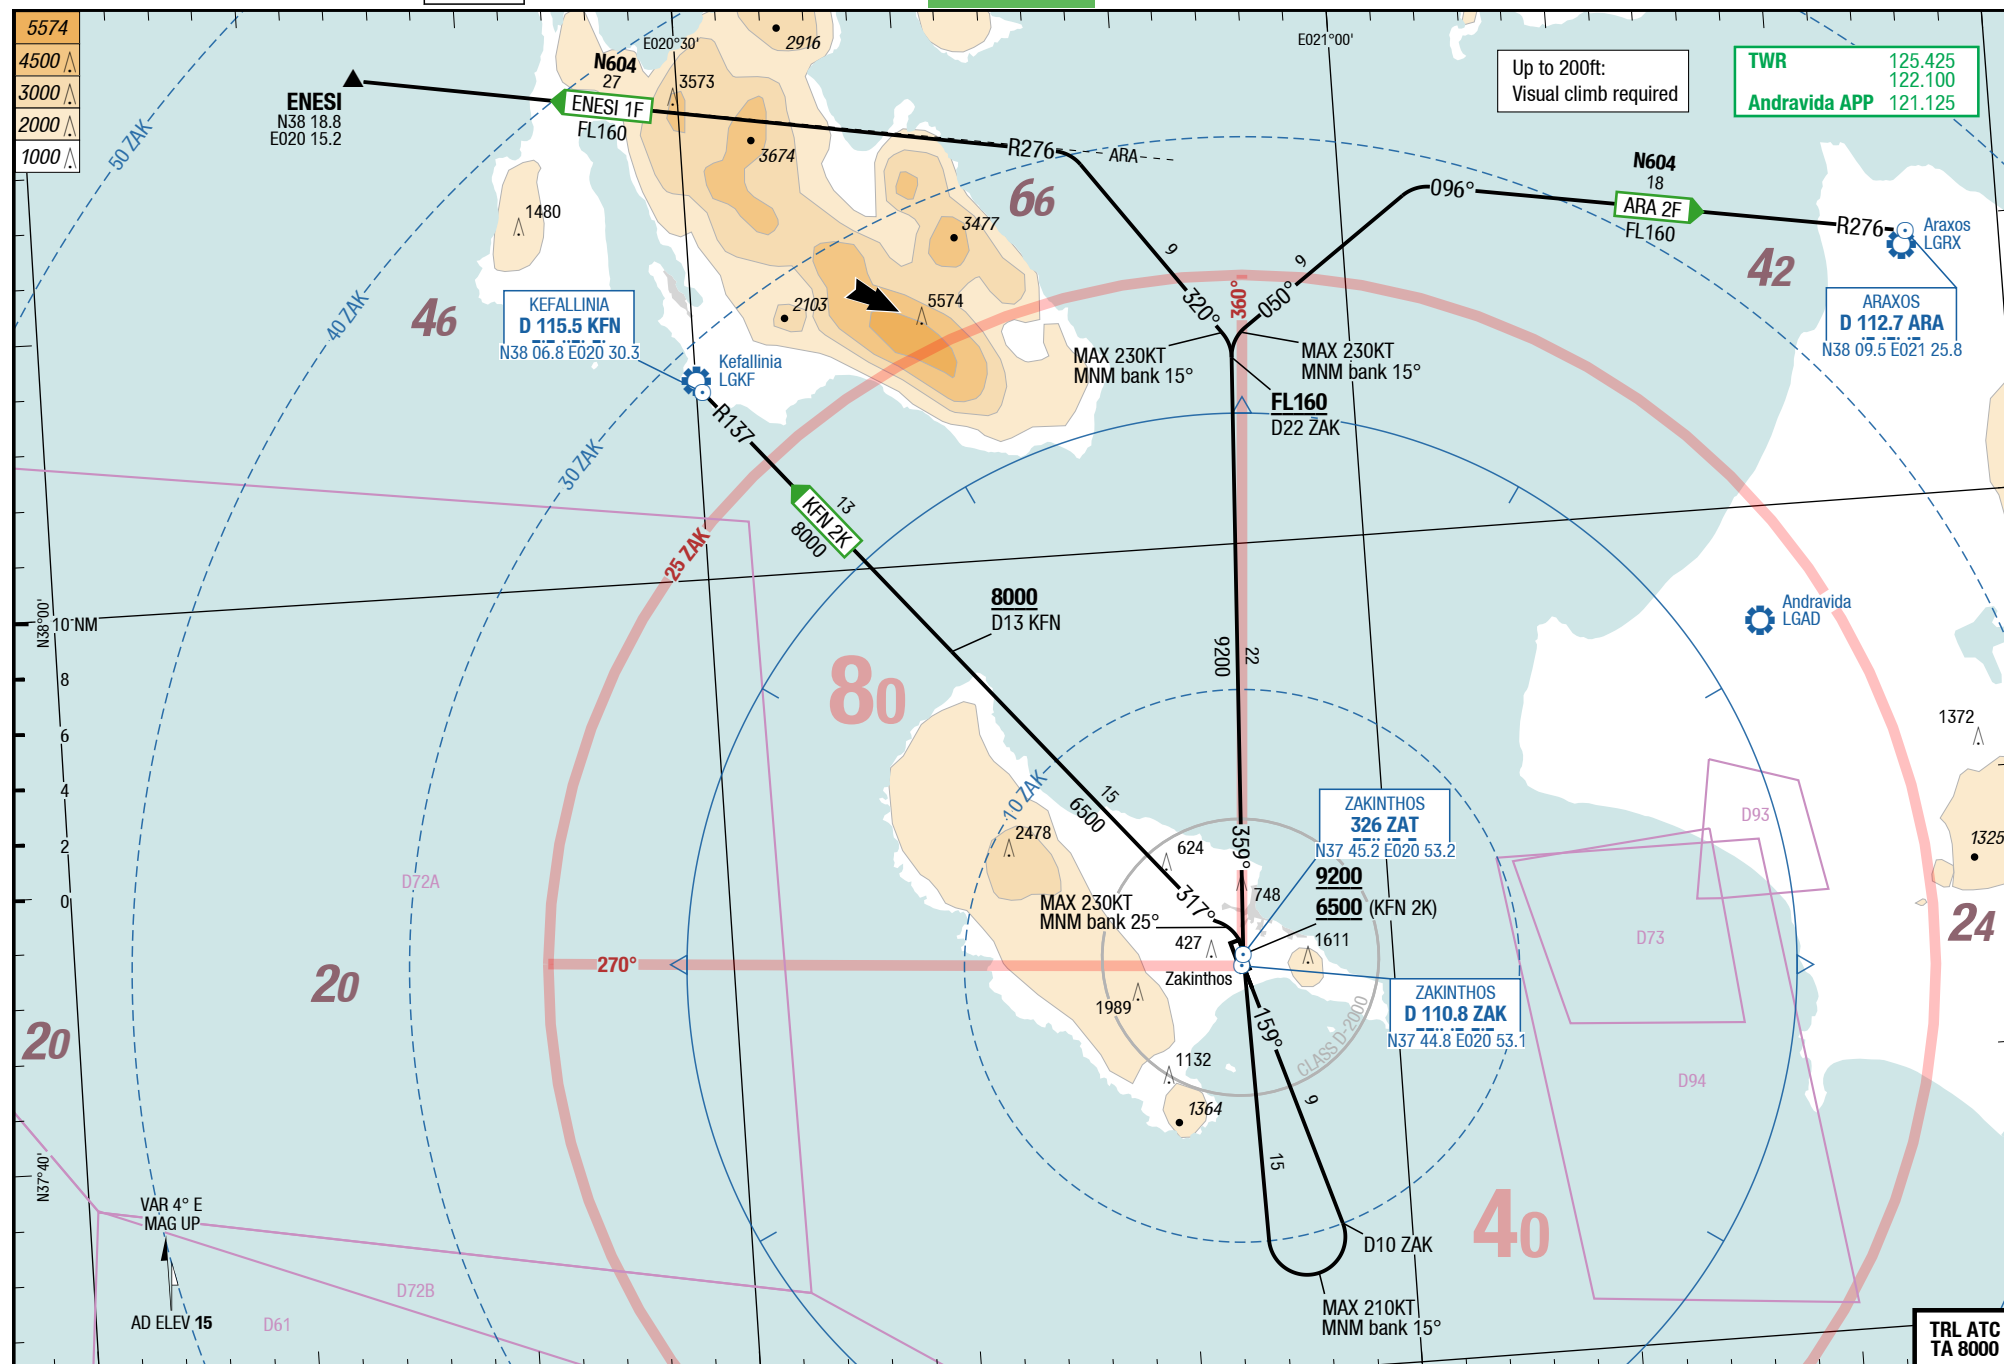 5574
4500
3000
2000
1000
ENESI
N38 18.8
E020 15.2
50 ZAK
N604
27
ENESI 1F
FL160
E020°30'
3573
2916
3674
1480
R276
ARA
66
E021°00'
Up to 200ft:
Visual climb required
TWR 125.425
122.100
Andravida APP 121.125
N604
18
096°
ARA 2F
FL160
R276
Araxos
LGRX
42
ARAXOS
D 112.7 ARA
N38 09.5 E021 25.8
3477
2103
5574
9
320°
360°
050°
9
40 ZAK
46
KEFALLINIA
D 115.5 KFN
N38 06.8 E020 30.3
Kefallinia
LGKF
MAX 230KT
MNM bank 15°
MAX 230KT
MNM bank 15°
FL160
D22 ZAK
R137
30 ZAK
25 ZAK
13
KFN 2K
8000
8000
D13 KFN
N38°00'
10 NM
8
6
4
2
0
80
9200
22
Andravida
LGAD
1372
1325
D93
D73
24
D94
10 ZAK
2478
15
6500
624
359°
ZAKINTHOS
326 ZAT
N37 45.2 E020 53.2
9200
6500 (KFN 2K)
748
317°
MAX 230KT
MNM bank 25°
427
1611
Zakinthos
270°
D72A
20
20
1989
159°
CLASS D-2000
ZAKINTHOS
D 110.8 ZAK
N37 44.8 E020 53.1
1132
1364
9
15
N37°40'
VAR 4° E
MAG UP
AD ELEV 15
D72B
D61
40
D10 ZAK
MAX 210KT
MNM bank 15°
TRL ATC
TA 8000